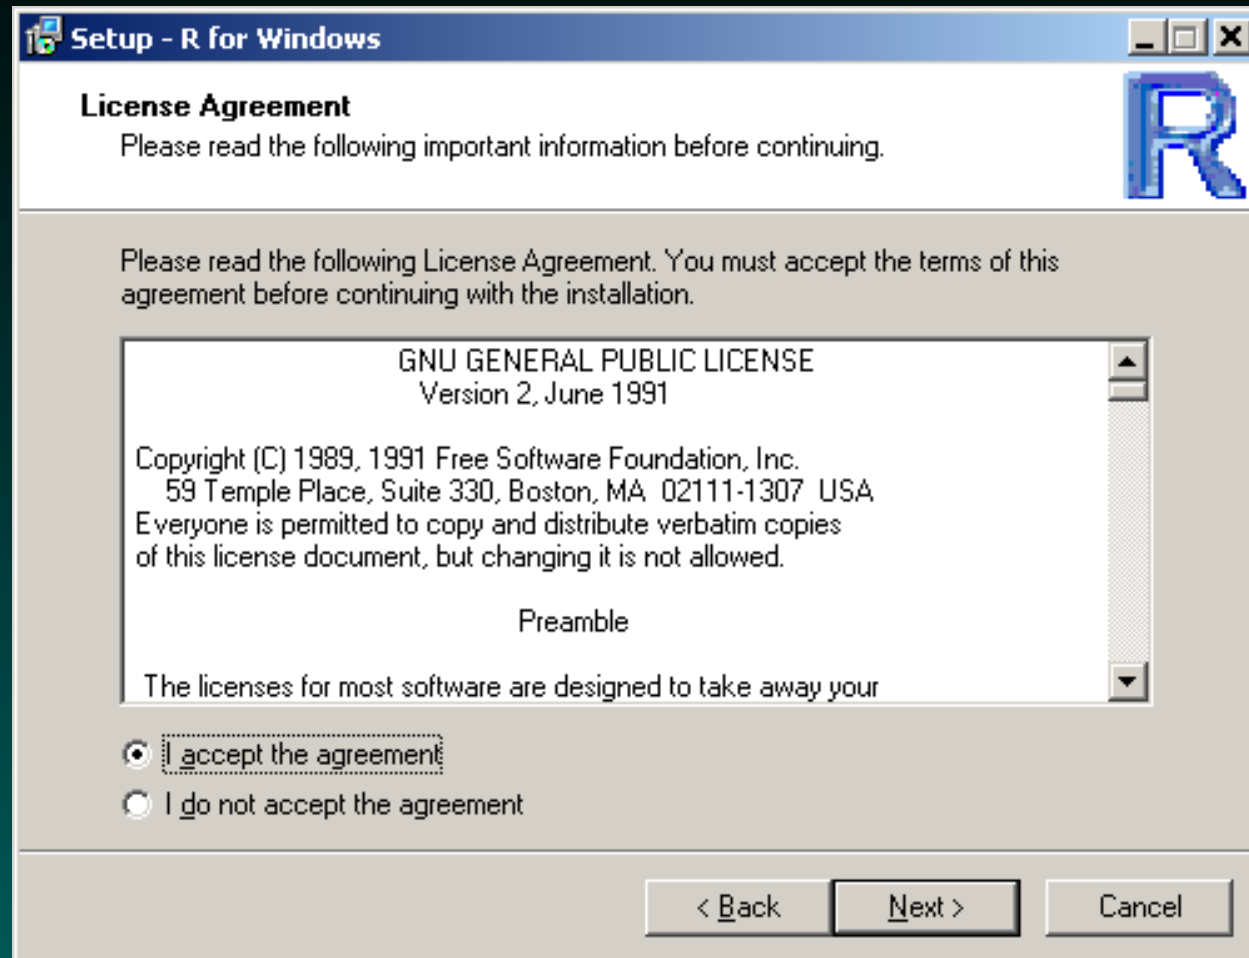 Setup - R for Windows
License Agreement
Please read the following important information before continuing.
R
Please read the following License Agreement. You must accept the terms of this
agreement before continuing with the installation.
GNU GENERAL PUBLIC LICENSE
Version 2, June 1991
Copyright (C) 1989, 1991 Free Software Foundation, Inc.
59 Temple Place, Suite 330, Boston, MA  02111-1307  USA
Everyone is permitted to copy and distribute verbatim copies
of this license document, but changing it is not allowed.
Preamble
The licenses for most software are designed to take away your
I accept the agreement
I do not accept the agreement
< Back
Next >
Cancel